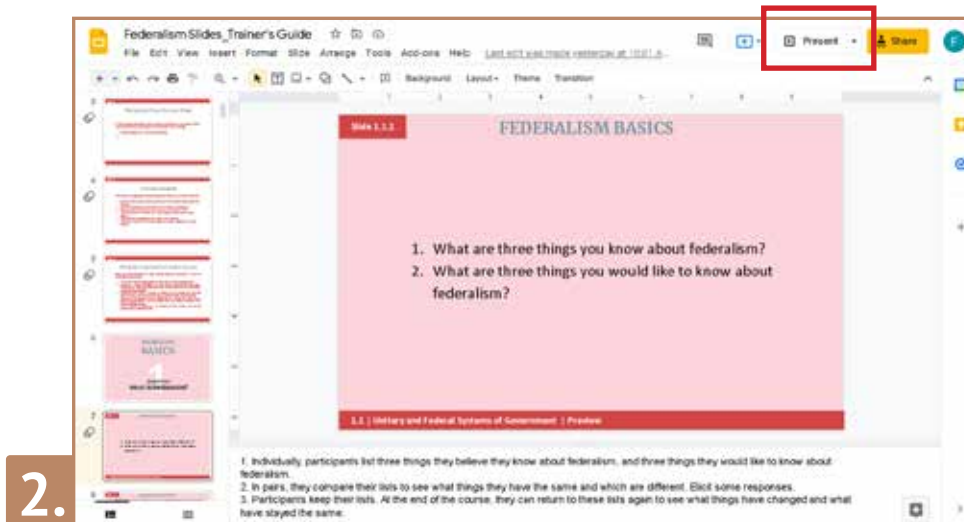 Federalism Slides_Trainer's Guide
File Edit View Insert Format Slide Arrange Tools Add-ons Help Last edit was made yesterday at
Present
Share
F
Background Layout Theme Transition
Slide 1.1.1
FEDERALISM BASICS
1. What are three things you know about federalism?
2. What are three things you would like to know about
federalism?
1.1 | Unitary and Federal Systems of Government | Preview
BASICS
1. Individually, participants list three things they believe they know about federalism, and three things they would like to know about
federalism.
2. In pairs, they compare their lists to see what things they have the same and which are different. Elicit some responses.
3. Participants keep their lists. At the end of the course, they can return to these lists again to see what things have changed and what
have stayed the same.
2.